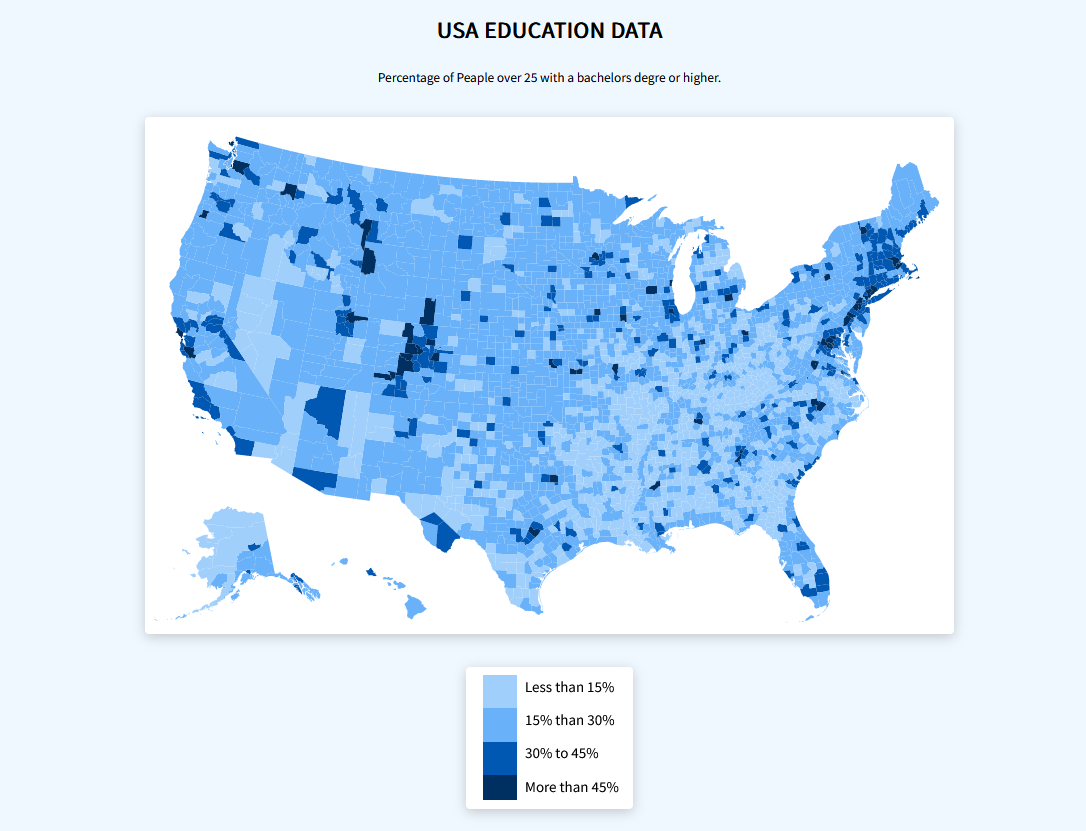 USA EDUCATION DATA
Percentage of Peaple over 25 with a bachelors degre or higher.
Less than 15%
15% than 30%
30% to 45%
More than 45%